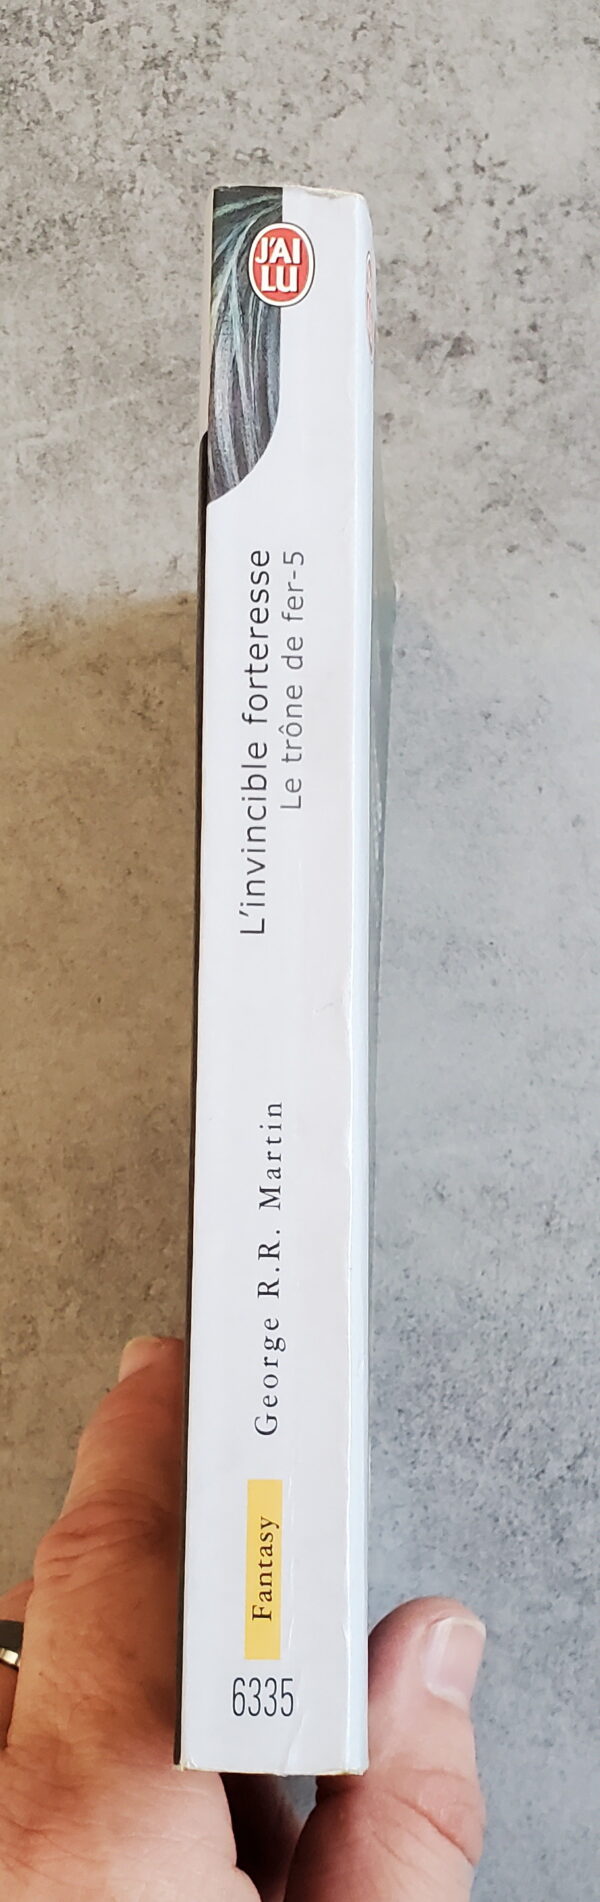 J'AI
LU
L'invincible forteresse
Le trône de fer-5
George R.R. Martin
Fantasy
6335